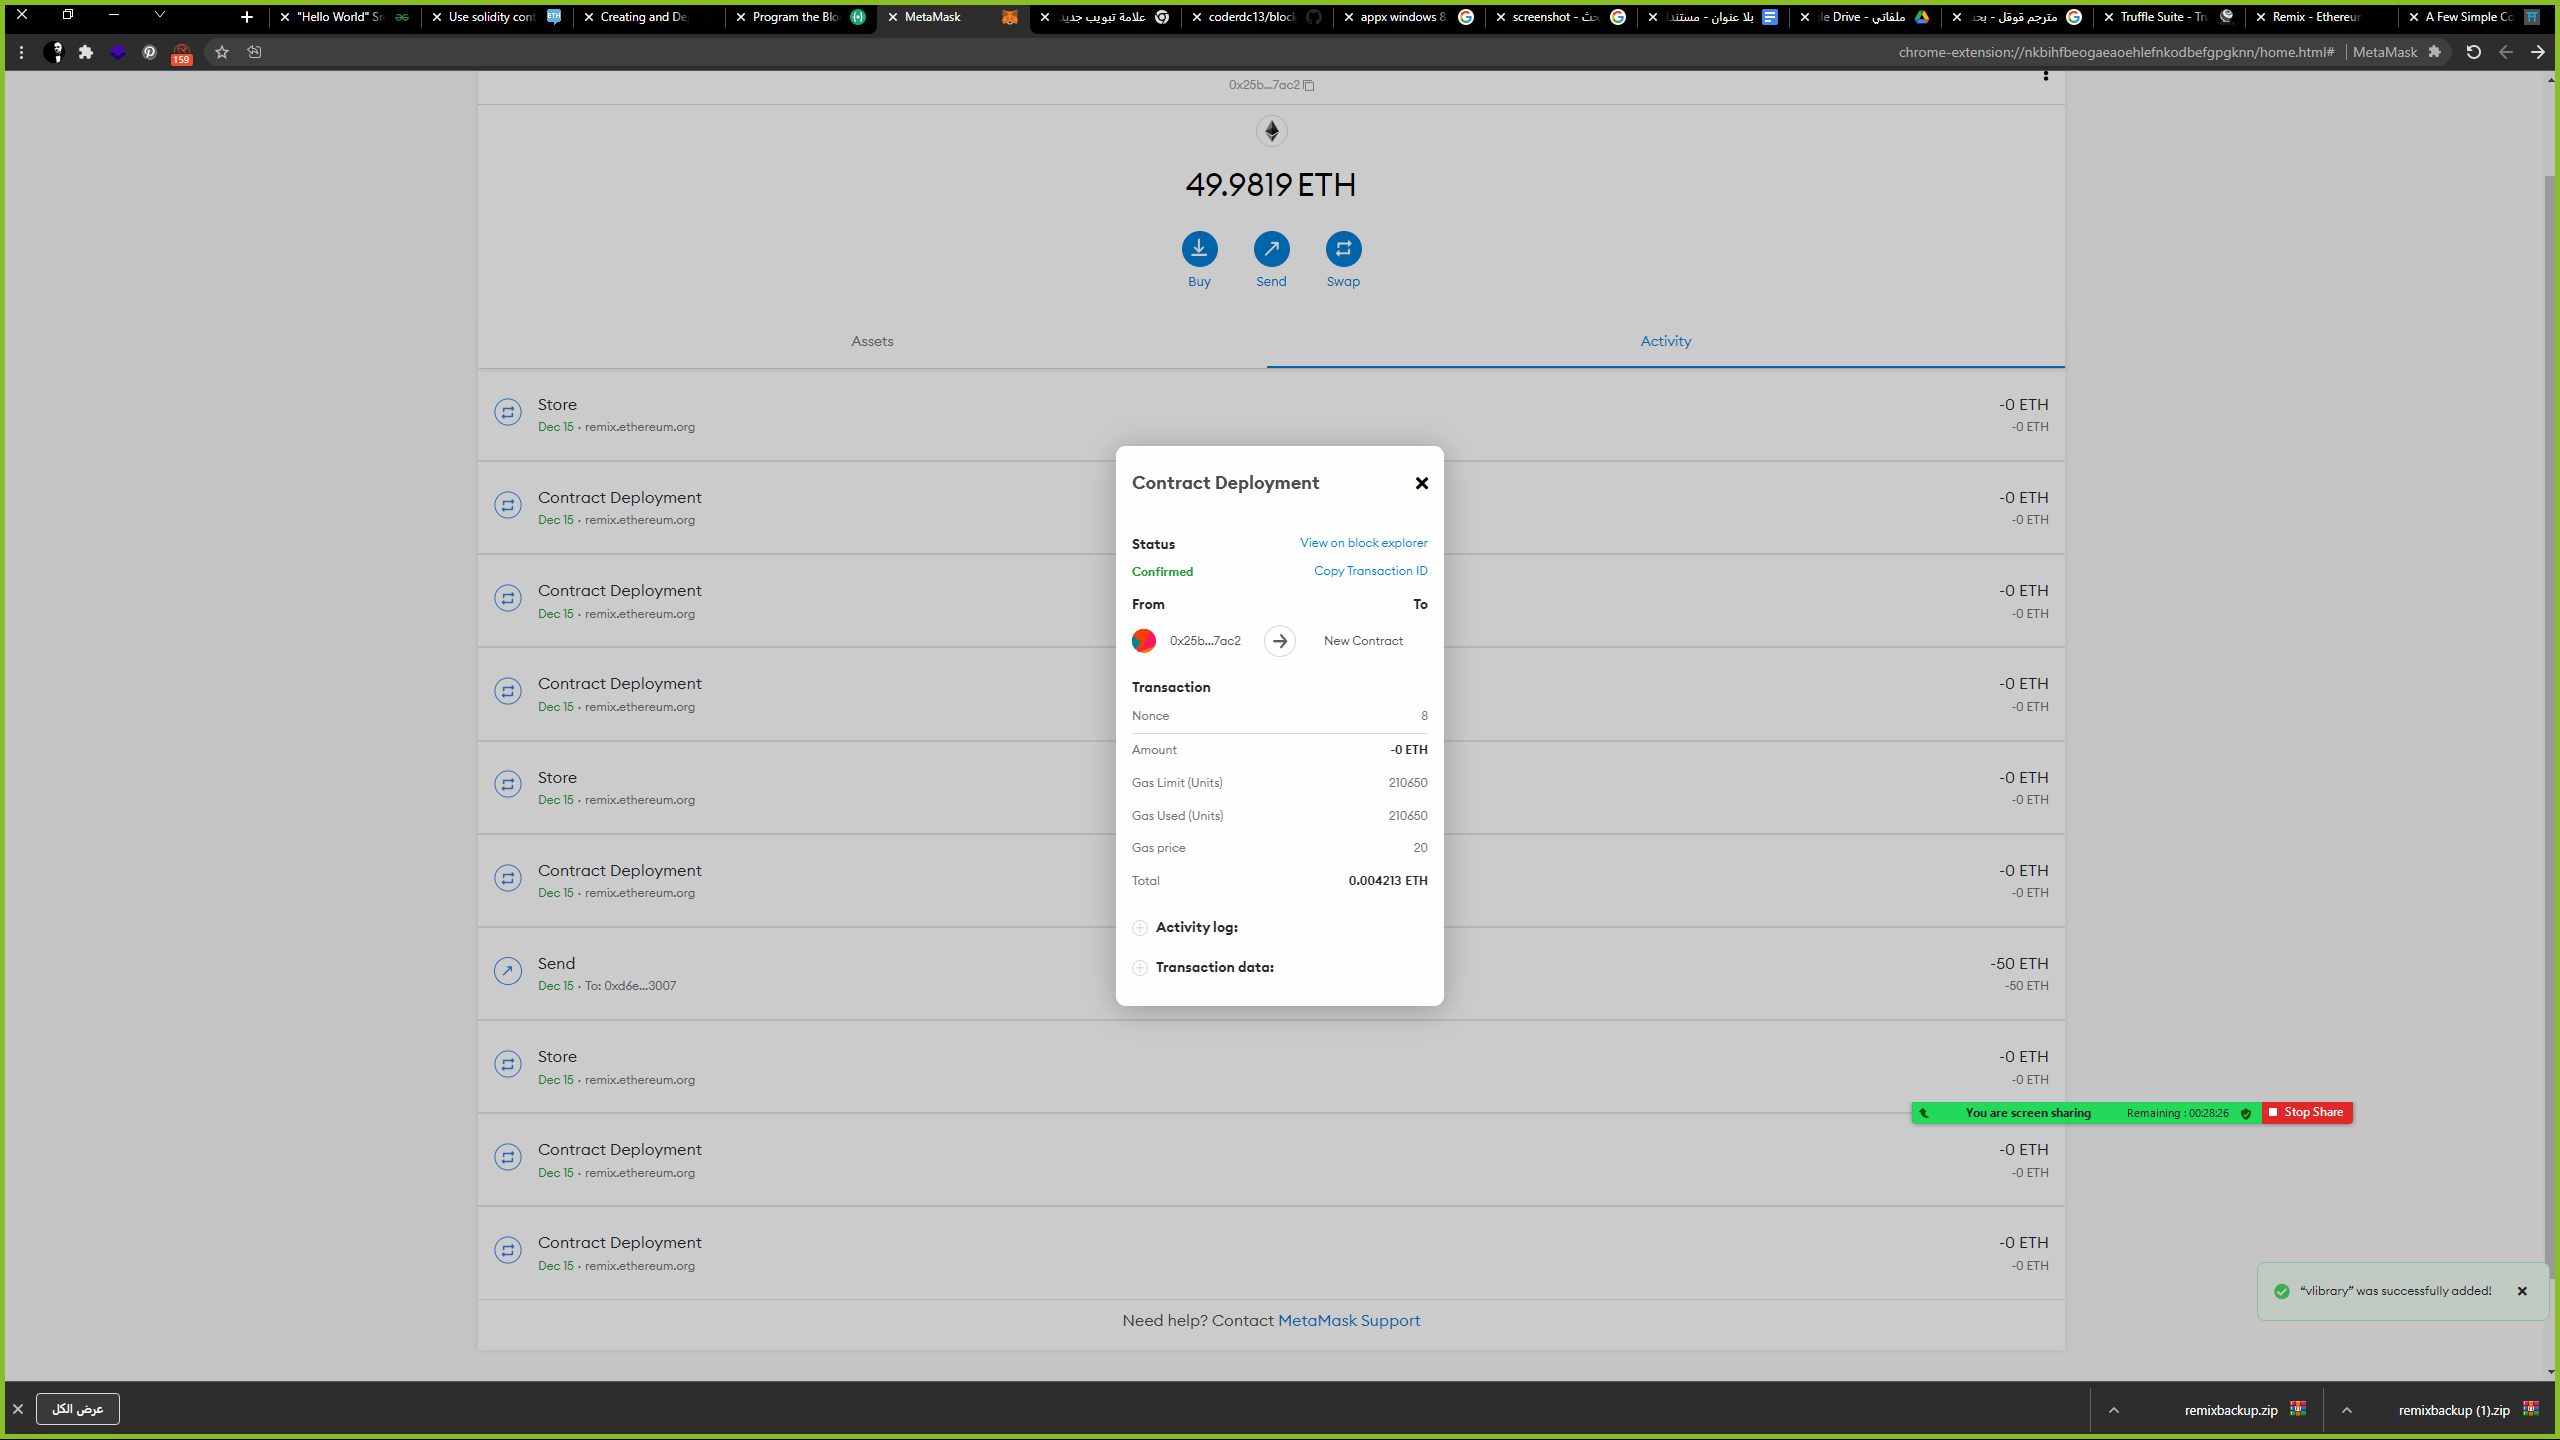 "Hello World" Sm
Use solidity cont
Creating and De
Program the Blo
MetaMask
علامة تبويب جديد
coderdc13/block
appx windows 8
screenshot - بحث
بلا عنوان - مستندا
ملفاتي - le Drive
مترجم قوقل - بحد
Truffle Suite - Tru
Remix - Ethereum
A Few Simple Co
159
chrome-extension://nkbihfbeogaeaoehlefnkodbefgpgknn/home.html# | MetaMask
0x25b...7ac2
49.9819 ETH
Buy
Send
Swap
Assets
Activity
Store
-0 ETH
Dec 15 · remix.ethereum.org
-0 ETH
Contract Deployment
-0 ETH
Dec 15 · remix.ethereum.org
-0 ETH
Contract Deployment
-0 ETH
Dec 15 · remix.ethereum.org
-0 ETH
Contract Deployment
-0 ETH
Dec 15 · remix.ethereum.org
-0 ETH
Store
-0 ETH
Dec 15 · remix.ethereum.org
-0 ETH
Contract Deployment
-0 ETH
Dec 15 · remix.ethereum.org
-0 ETH
Send
-50 ETH
Dec 15 · To: 0xd6e...3007
-50 ETH
Store
-0 ETH
Dec 15 · remix.ethereum.org
-0 ETH
Contract Deployment
-0 ETH
Dec 15 · remix.ethereum.org
-0 ETH
Contract Deployment
-0 ETH
Dec 15 · remix.ethereum.org
-0 ETH
Need help? Contact MetaMask Support
Contract Deployment
Status
View on block explorer
Confirmed
Copy Transaction ID
From
To
0x25b...7ac2
New Contract
Transaction
Nonce 8
Amount -0 ETH
Gas Limit (Units) 210650
Gas Used (Units) 210650
Gas price 20
Total 0.004213 ETH
Activity log:
Transaction data:
You are screen sharing
Remaining : 00:28:26
Stop Share
“vlibrary” was successfully added!
عرض الكل
remixbackup.zip
remixbackup (1).zip